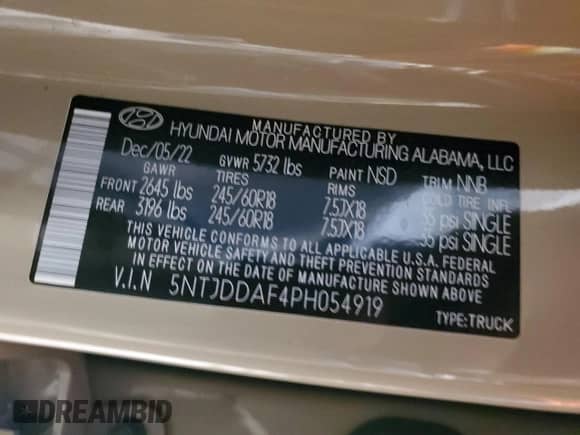 MANUFACTURED BY
HYUNDAI MOTOR MANUFACTURING ALABAMA, LLC
Dec/05/22 GVWR 5732 lbs PAINT NSD TRIM NNB
GAWR TIRES RIMS COLD TIRE INFL
FRONT 2645 lbs 245/60R18 7.5JX18 35 psi SINGLE
REAR 3196 lbs 245/60R18 7.5JX18 35 psi SINGLE
THIS VEHICLE CONFORMS TO ALL APPLICABLE U.S.A. FEDERAL
MOTOR VEHICLE SAFETY AND THEFT PREVENTION STANDARDS
IN EFFECT ON THE DATE OF MANUFACTURE SHOWN ABOVE
V.I.N 5NTJDDAF4PH054919
TYPE:TRUCK
DREAMBID